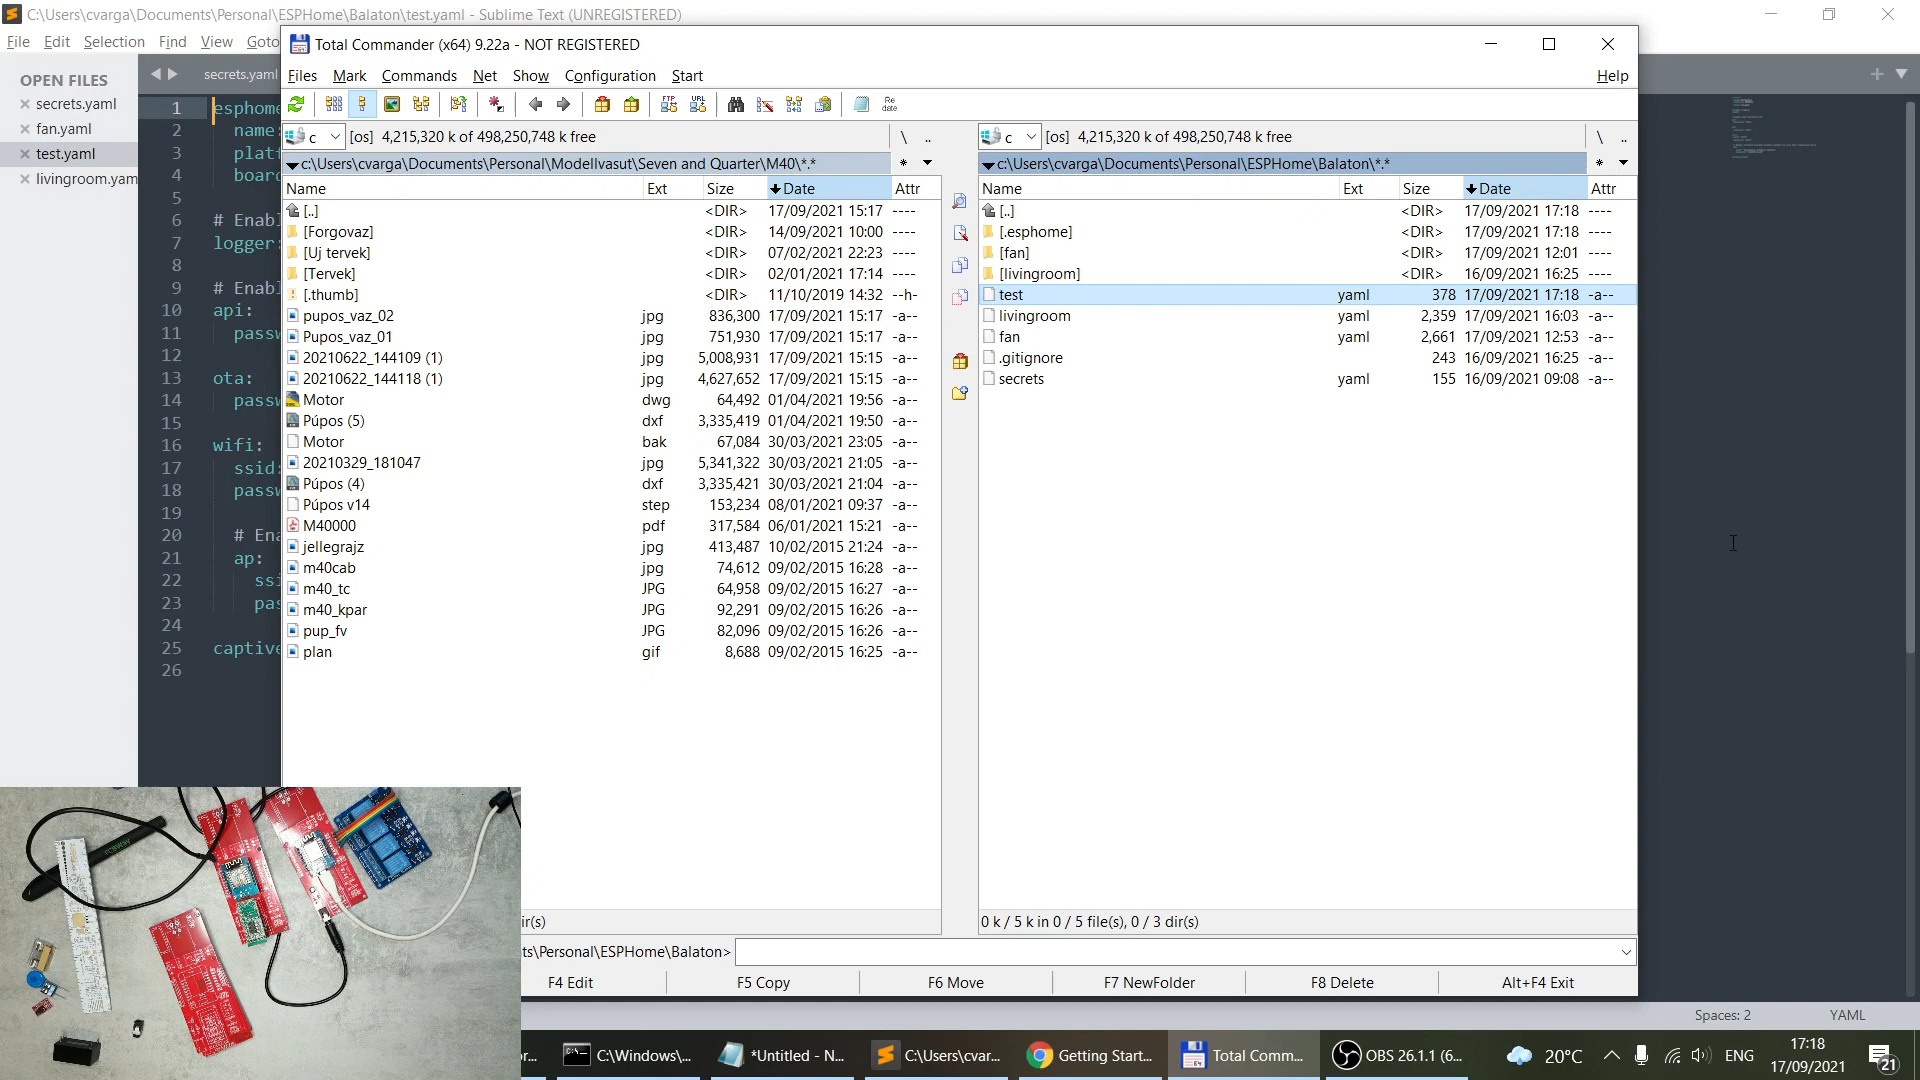 C:\Users\cvarga\Documents\Personal\ESPHome\Balaton\test.yaml - Sublime Text (UNREGISTERED)
File Edit Selection Find View Goto
OPEN FILES
secrets.yaml
fan.yaml
test.yaml
livingroom.yam
secrets.yaml
1 esphome
2 name:
3 platf
4 board
5
6 # Enabl
7 logger:
8
9 # Enabl
10 api:
11 passw
12
13 ota:
14 passw
15
16 wifi:
17 ssid:
18 passw
19
20 # Ena
21 ap:
22 ssi
23 pas
24
25 captive
26
Total Commander (x64) 9.22a - NOT REGISTERED
Files Mark Commands Net Show Configuration Start Help
FTP URL Re date
c [os] 4,215,320 k of 498,250,748 k free \ ..
c:\Users\cvarga\Documents\Personal\Modellvasut\Seven and Quarter\M40\*.* *
Name Ext Size Date Attr
[..] <DIR> 17/09/2021 15:17 ----
[Forgovaz] <DIR> 14/09/2021 10:00 ----
[Uj tervek] <DIR> 07/02/2021 22:23 ----
[Tervek] <DIR> 02/01/2021 17:14 ----
[.thumb] <DIR> 11/10/2019 14:32 --h-
pupos_vaz_02 jpg 836,300 17/09/2021 15:17 -a--
Pupos_vaz_01 jpg 751,930 17/09/2021 15:17 -a--
20210622_144109 (1) jpg 5,008,931 17/09/2021 15:15 -a--
20210622_144118 (1) jpg 4,627,652 17/09/2021 15:15 -a--
Motor dwg 64,492 01/04/2021 19:56 -a--
Púpos (5) dxf 3,335,419 01/04/2021 19:50 -a--
Motor bak 67,084 30/03/2021 23:05 -a--
20210329_181047 jpg 5,341,322 30/03/2021 21:05 -a--
Púpos (4) dxf 3,335,421 30/03/2021 21:04 -a--
Púpos v14 step 153,234 08/01/2021 09:37 -a--
M40000 pdf 317,584 06/01/2021 15:21 -a--
jellegrajz jpg 413,487 10/02/2015 21:24 -a--
m40cab jpg 74,612 09/02/2015 16:28 -a--
m40_tc JPG 64,958 09/02/2015 16:27 -a--
m40_kpar JPG 92,291 09/02/2015 16:26 -a--
pup_fv JPG 82,096 09/02/2015 16:26 -a--
plan gif 8,688 09/02/2015 16:25 -a--
ir(s)
c [os] 4,215,320 k of 498,250,748 k free \ ..
c:\Users\cvarga\Documents\Personal\ESPHome\Balaton\*.* *
Name Ext Size Date Attr
[..] <DIR> 17/09/2021 17:18 ----
[.esphome] <DIR> 17/09/2021 17:18 ----
[fan] <DIR> 17/09/2021 12:01 ----
[livingroom] <DIR> 16/09/2021 16:25 ----
test yaml 378 17/09/2021 17:18 -a--
livingroom yaml 2,359 17/09/2021 16:03 -a--
fan yaml 2,661 17/09/2021 12:53 -a--
.gitignore 243 16/09/2021 16:25 -a--
secrets yaml 155 16/09/2021 09:08 -a--
0 k / 5 k in 0 / 5 file(s), 0 / 3 dir(s)
ts\Personal\ESPHome\Balaton>
F4 Edit F5 Copy F6 Move F7 NewFolder F8 Delete Alt+F4 Exit
Spaces: 2 YAML
r... C:\Windows\... *Untitled - N... C:\Users\cvar... Getting Start... Total Comm... OBS 26.1.1 (6... 20°C ENG 17:18
17/09/2021
21